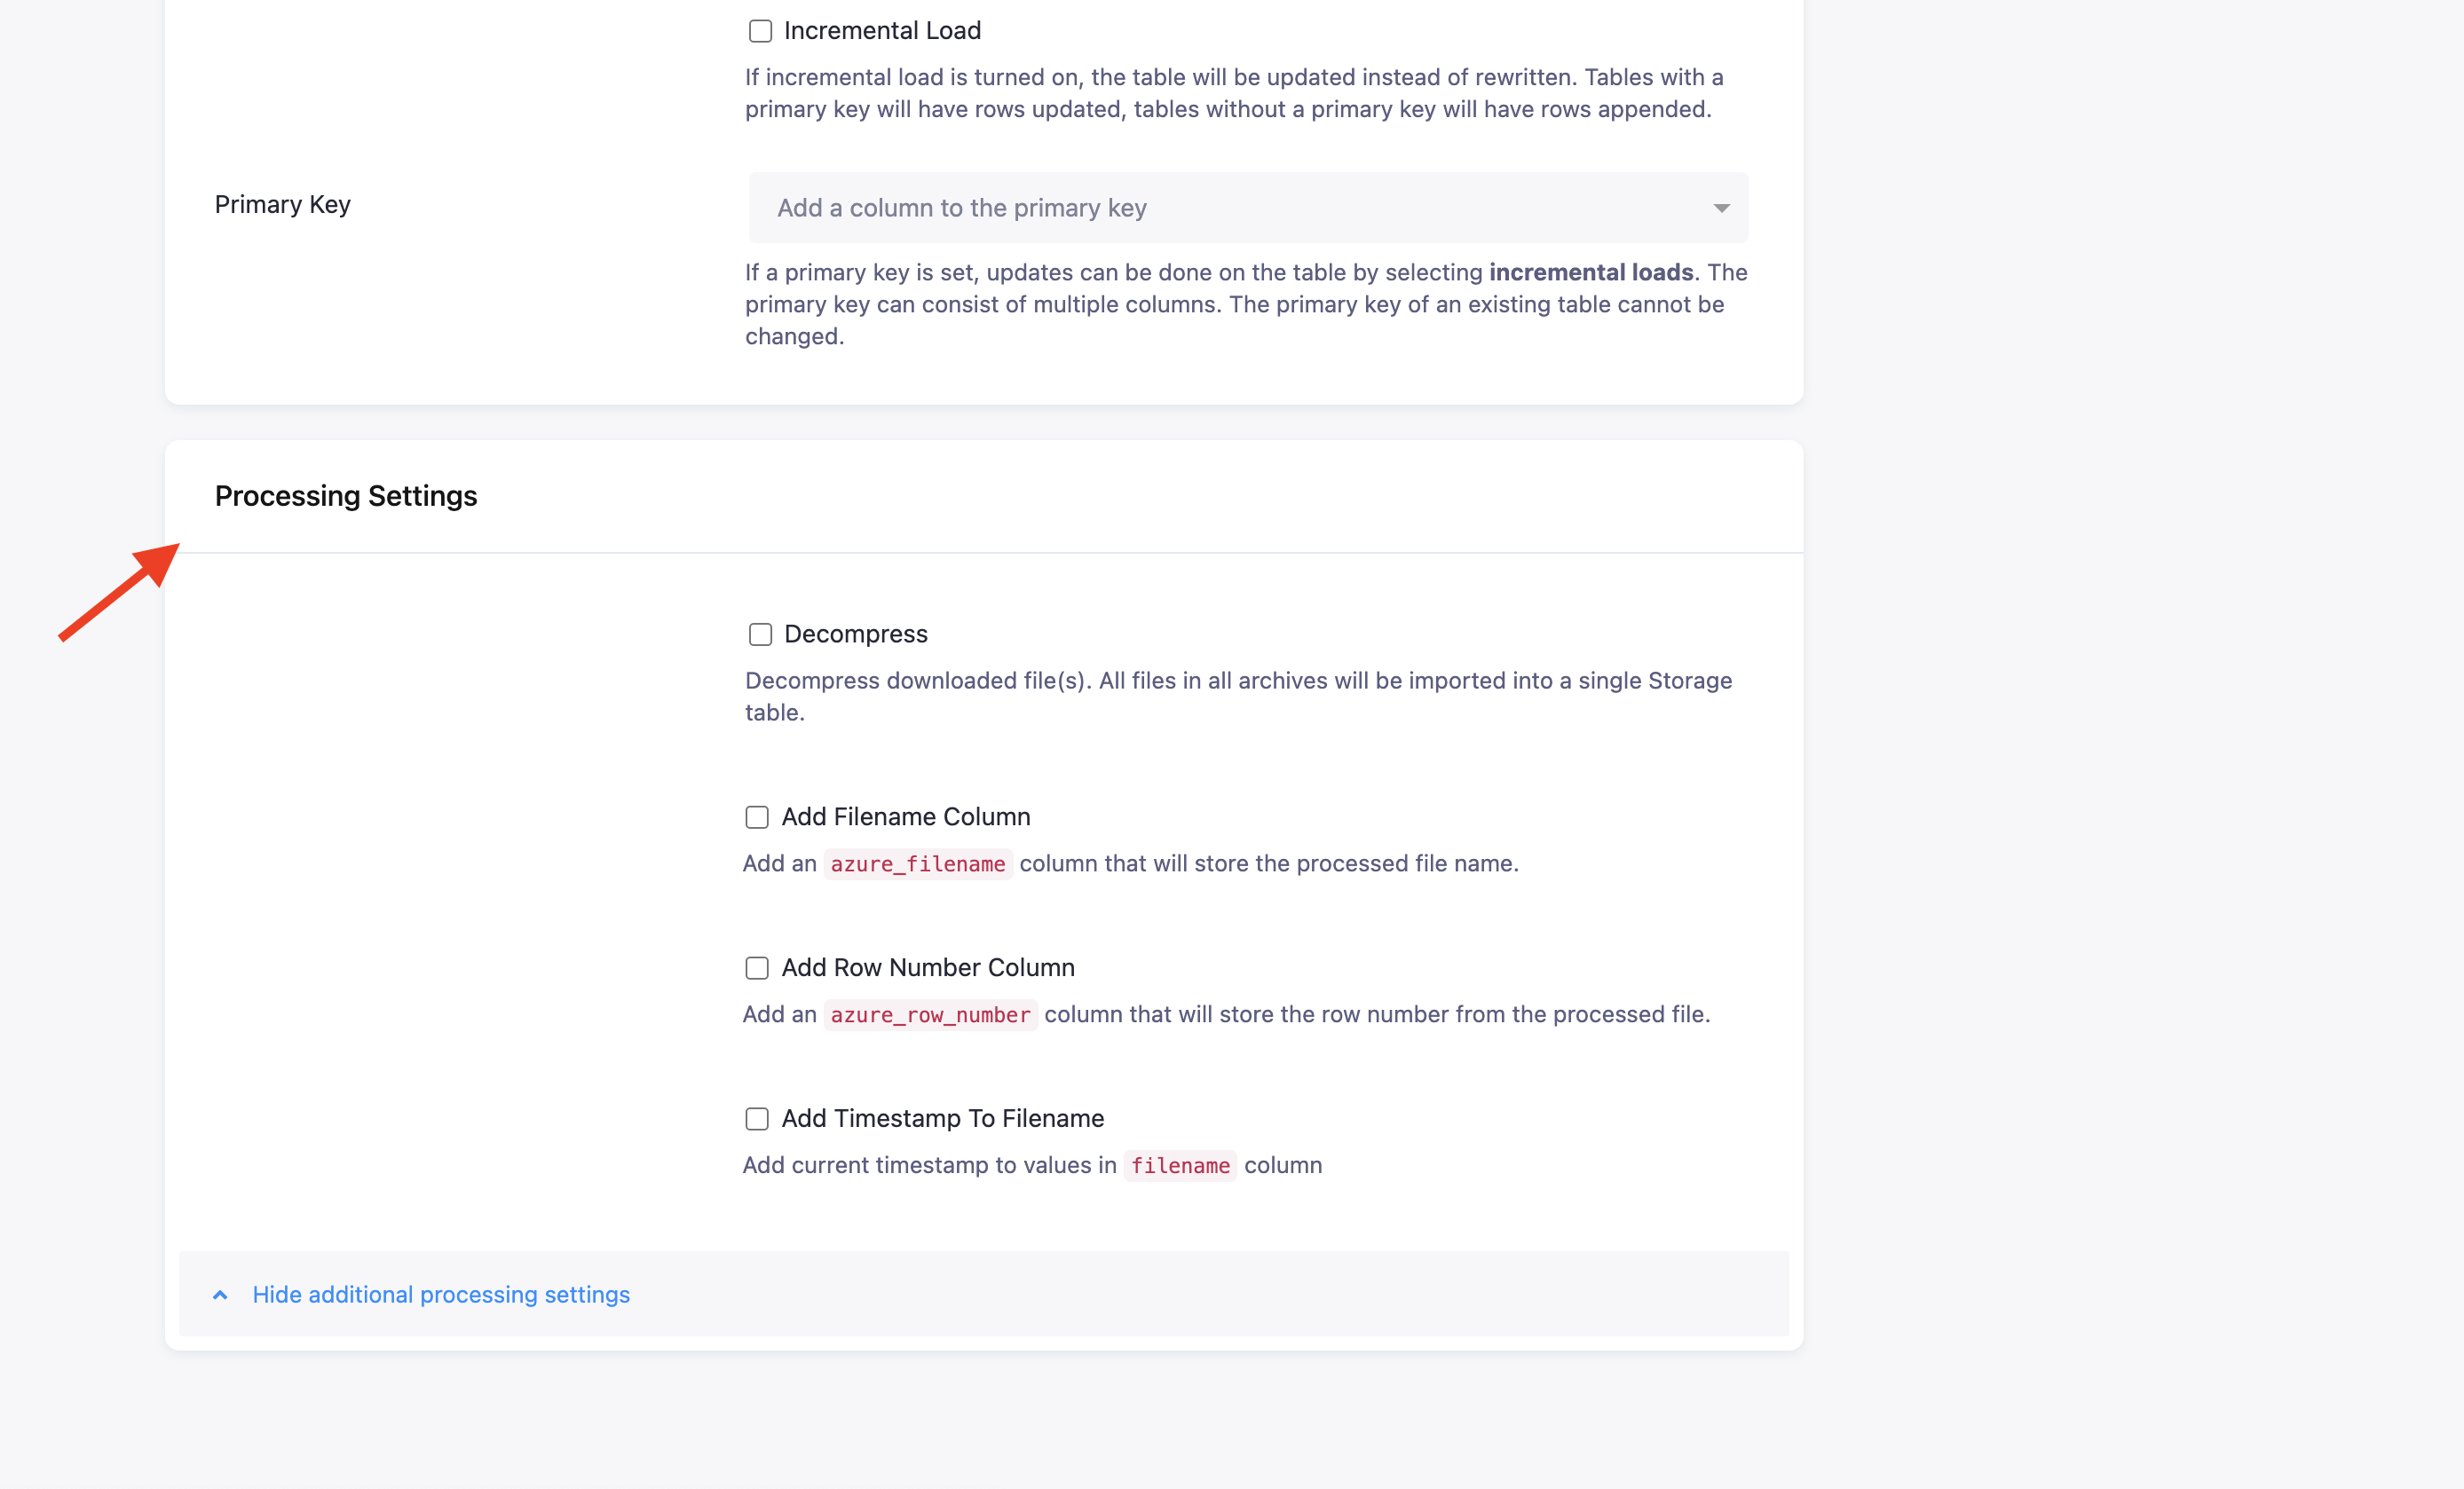 Incremental Load
If incremental load is turned on, the table will be updated instead of rewritten. Tables with a
primary key will have rows updated, tables without a primary key will have rows appended.
Primary Key
Add a column to the primary key
If a primary key is set, updates can be done on the table by selecting incremental loads. The
primary key can consist of multiple columns. The primary key of an existing table cannot be
changed.
Processing Settings
Decompress
Decompress downloaded file(s). All files in all archives will be imported into a single Storage
table.
Add Filename Column
Add an azure_filename column that will store the processed file name.
Add Row Number Column
Add an azure_row_number column that will store the row number from the processed file.
Add Timestamp To Filename
Add current timestamp to values in filename column
Hide additional processing settings